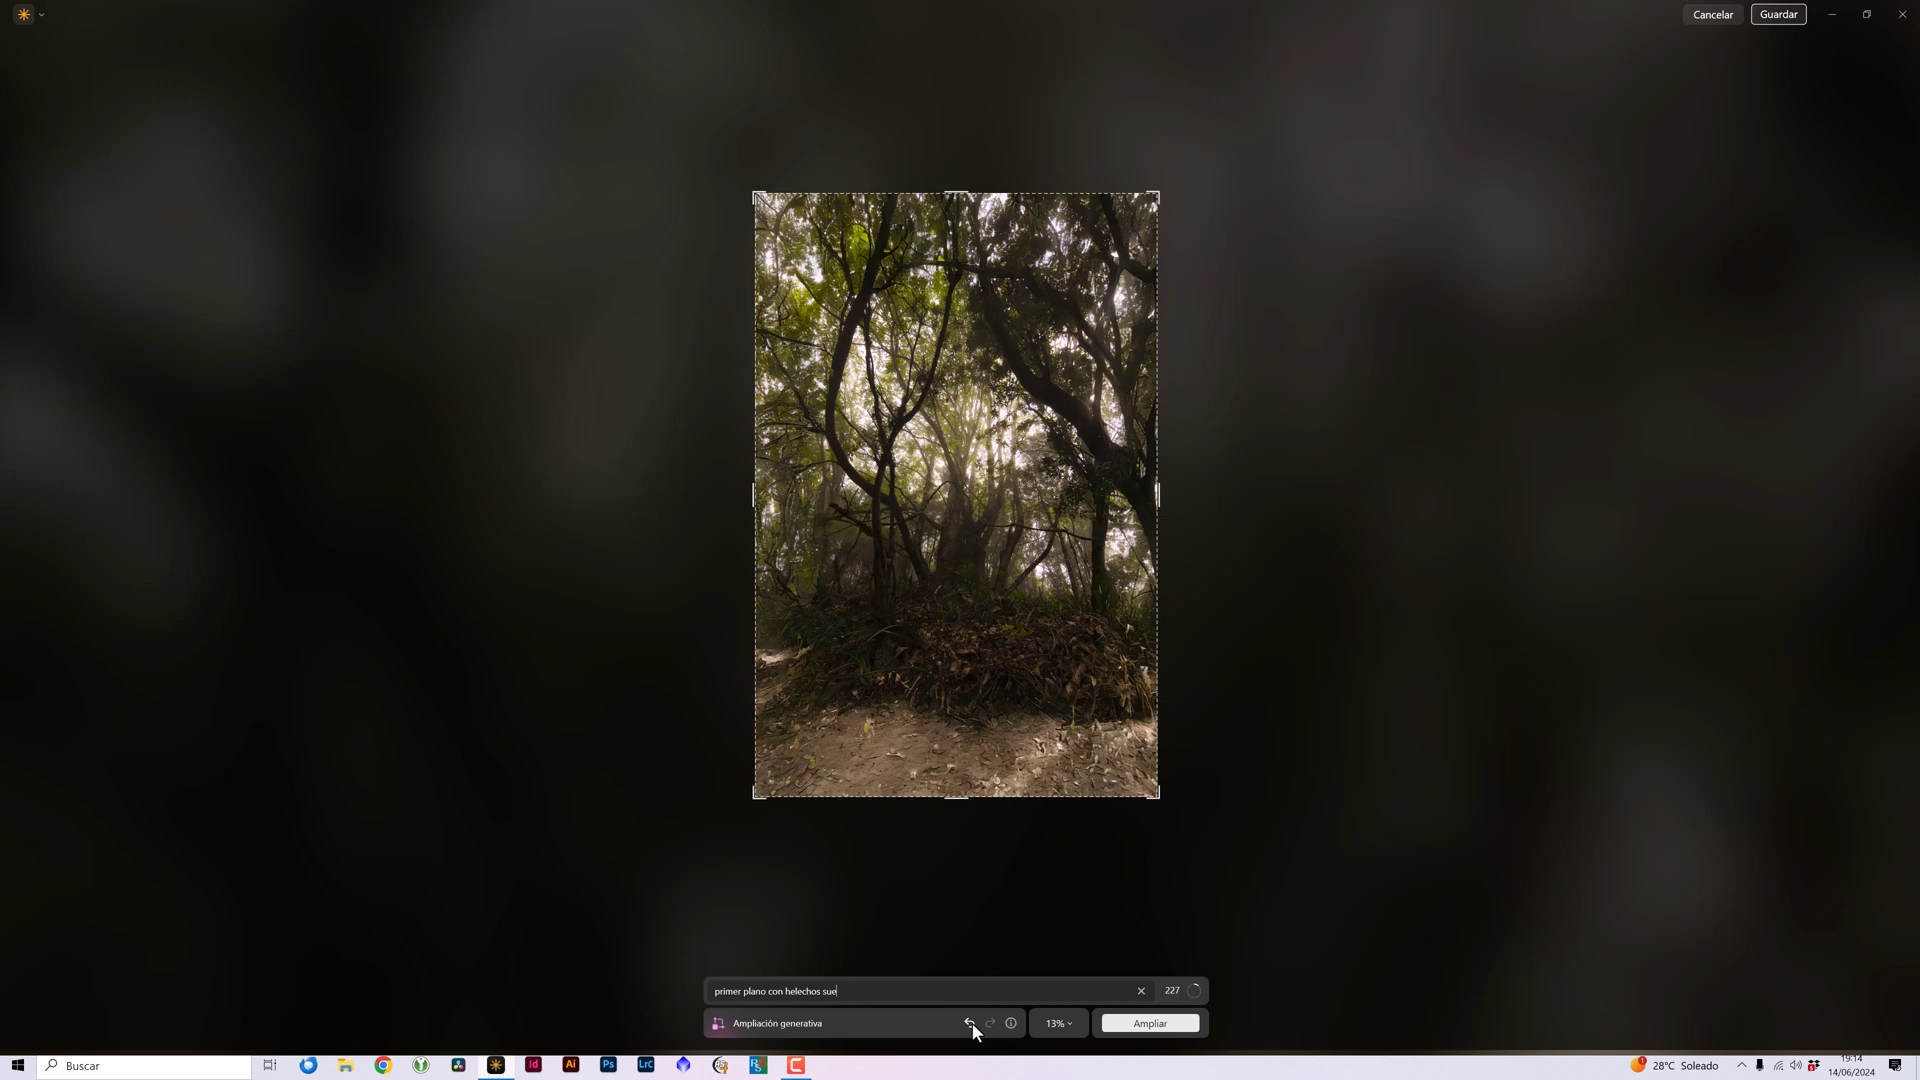 Cancelar
Guardar
primer plano con helechos sue
227
Ampliación generativa
13%
Ampliar
Buscar
Id
Ai
Ps
LrC
1
28°C Soleado
19:14
14/06/2024